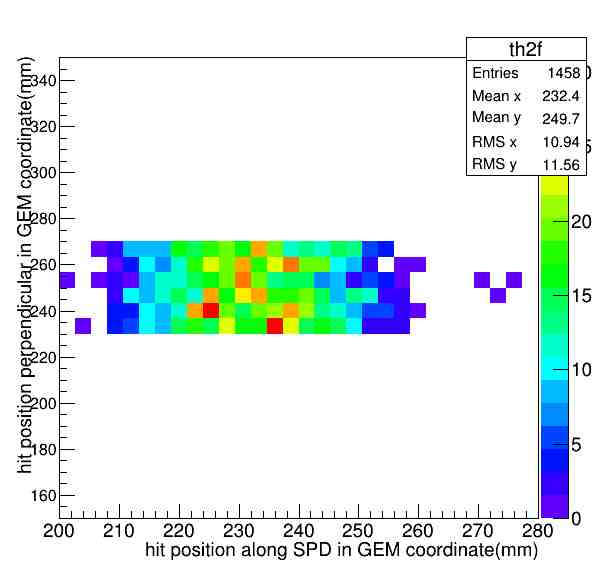 th2f
Entries 1458
Mean x 232.4
Mean y 249.7
RMS x 10.94
RMS y 11.56
hit position perpendicular in GEM coordinate(mm)
340
320
300
280
260
240
220
200
180
160
200 210 220 230 240 250 260 270 280
hit position along SPD in GEM coordinate(mm)
20
15
10
5
0